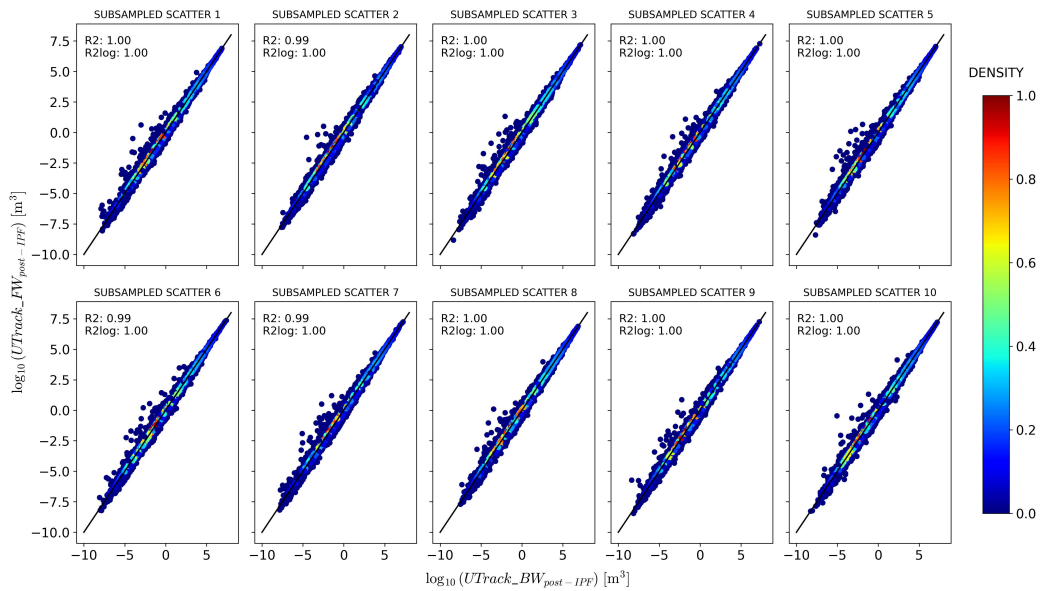 SUBSAMPLED SCATTER 1
SUBSAMPLED SCATTER 2
SUBSAMPLED SCATTER 3
SUBSAMPLED SCATTER 4
SUBSAMPLED SCATTER 5
R2: 1.00
R2log: 1.00
R2: 0.99
R2log: 1.00
R2: 1.00
R2log: 1.00
R2: 1.00
R2log: 1.00
R2: 1.00
R2log: 1.00
7.5
5.0
2.5
0.0
−2.5
−5.0
−7.5
−10.0
SUBSAMPLED SCATTER 6
SUBSAMPLED SCATTER 7
SUBSAMPLED SCATTER 8
SUBSAMPLED SCATTER 9
SUBSAMPLED SCATTER 10
R2: 0.99
R2log: 1.00
R2: 0.99
R2log: 1.00
R2: 1.00
R2log: 1.00
R2: 1.00
R2log: 1.00
R2: 1.00
R2log: 1.00
7.5
5.0
2.5
0.0
−2.5
−5.0
−7.5
−10.0
−10 −5 0 5
−10 −5 0 5
−10 −5 0 5
−10 −5 0 5
−10 −5 0 5
log₁₀ (UTrack_FW_post−IPF) [m³]
log₁₀ (UTrack_BW_post−IPF) [m³]
DENSITY
1.0
0.8
0.6
0.4
0.2
0.0